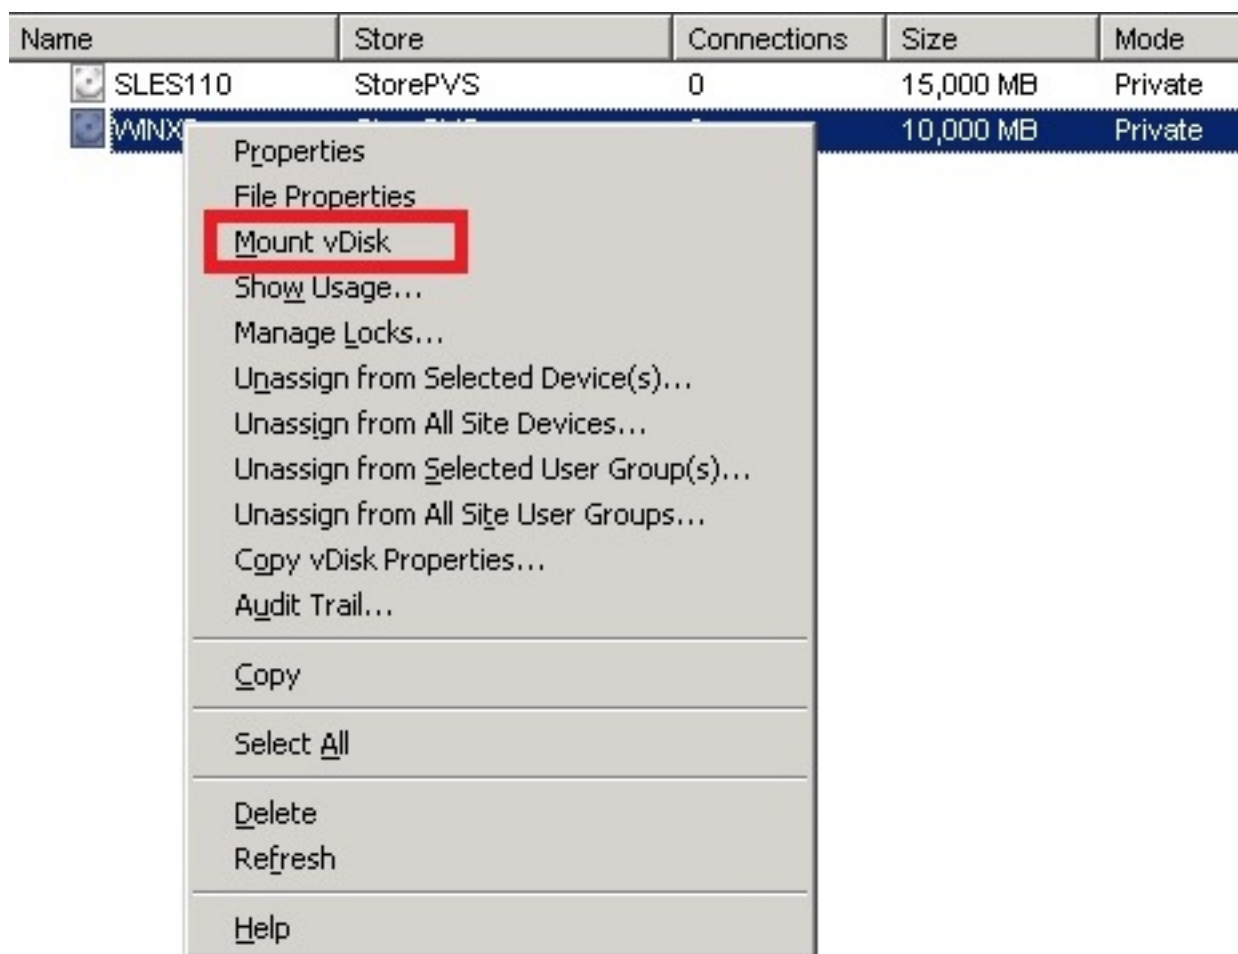 Name Store Connections Size Mode
SLES110 StorePVS 0 15,000 MB Private
WINX 10,000 MB Private
Properties
File Properties
Mount vDisk
Show Usage...
Manage Locks...
Unassign from Selected Device(s)...
Unassign from All Site Devices...
Unassign from Selected User Group(s)...
Unassign from All Site User Groups...
Copy vDisk Properties...
Audit Trail...
Copy
Select All
Delete
Refresh
Help